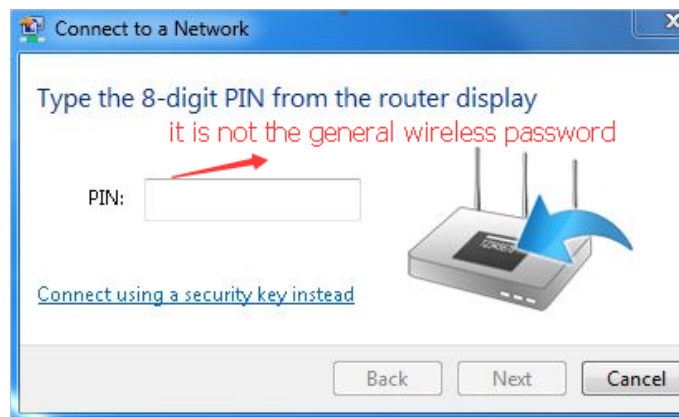 Connect to a Network
X
Type the 8-digit PIN from the router display
it is not the general wireless password
PIN:
12345670
Connect using a security key instead
Back
Next
Cancel